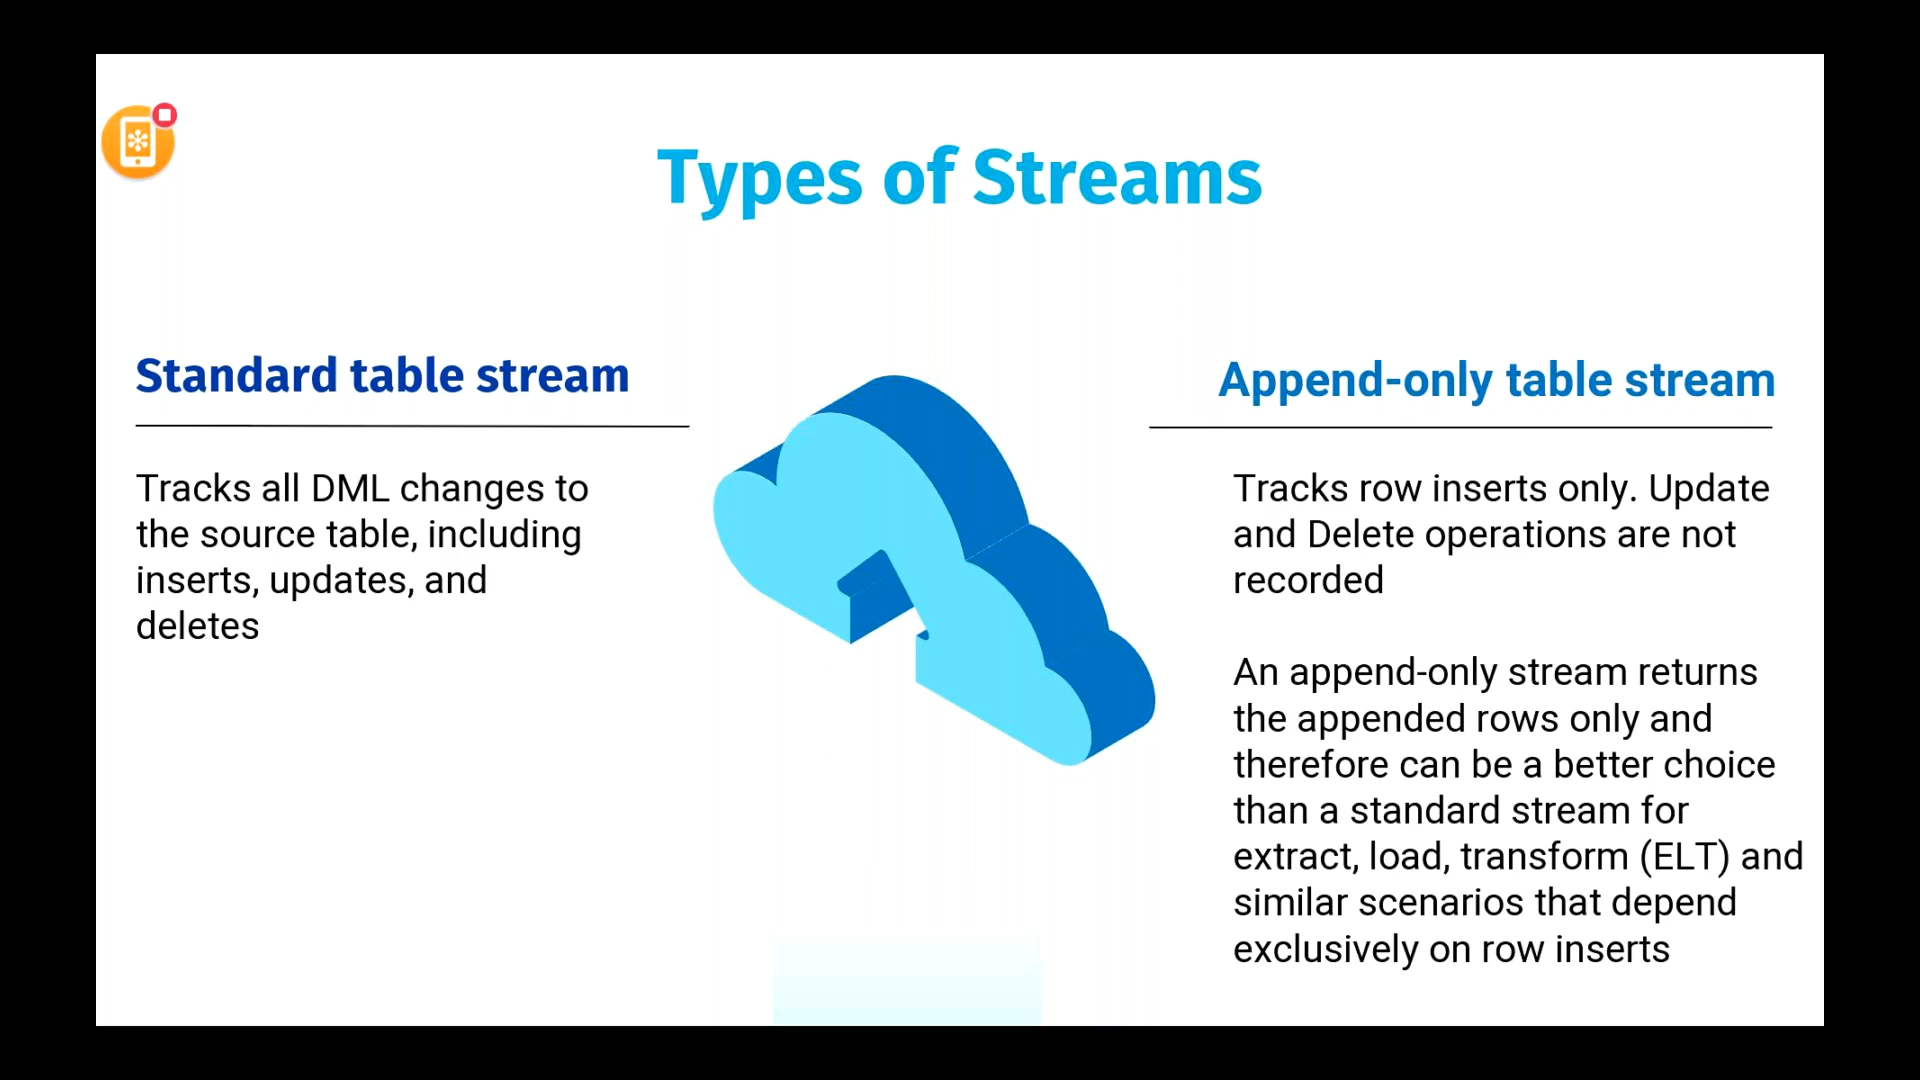 Types of Streams
Standard table stream
Tracks all DML changes to
the source table, including
inserts, updates, and
deletes
Append-only table stream
Tracks row inserts only. Update
and Delete operations are not
recorded
An append-only stream returns
the appended rows only and
therefore can be a better choice
than a standard stream for
extract, load, transform (ELT) and
similar scenarios that depend
exclusively on row inserts